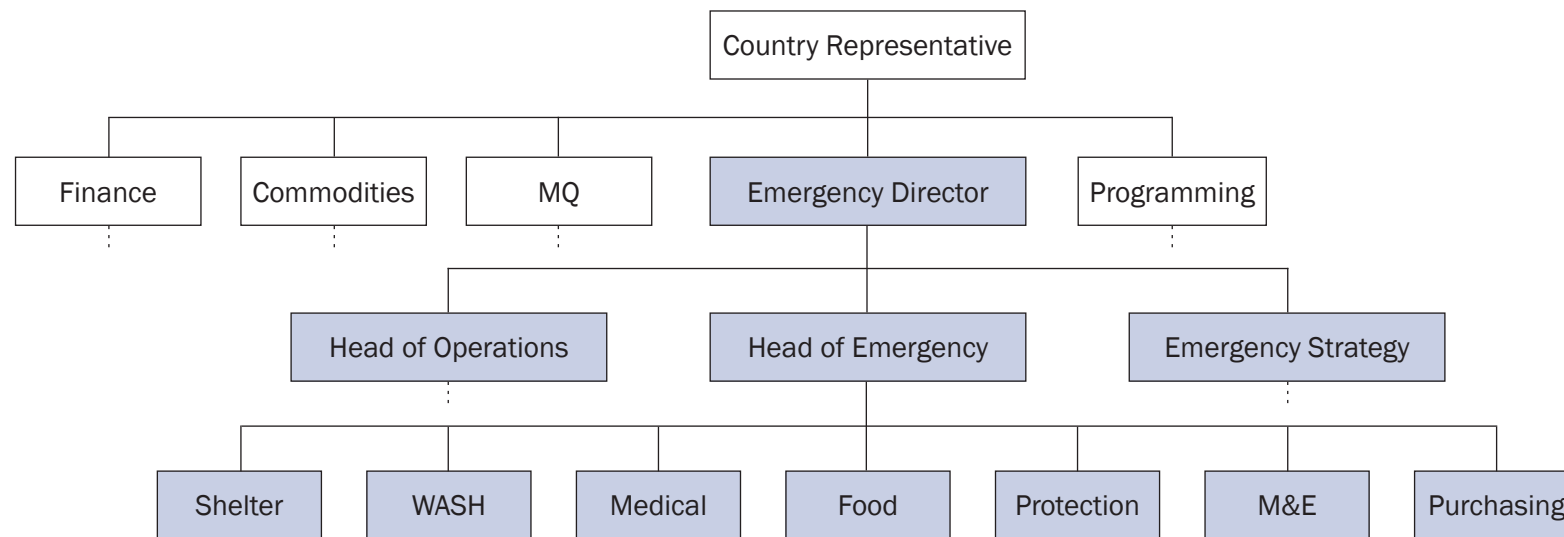 Country Representative
Finance
Commodities
MQ
Emergency Director
Programming
Head of Operations
Head of Emergency
Emergency Strategy
Shelter
WASH
Medical
Food
Protection
M&E
Purchasing